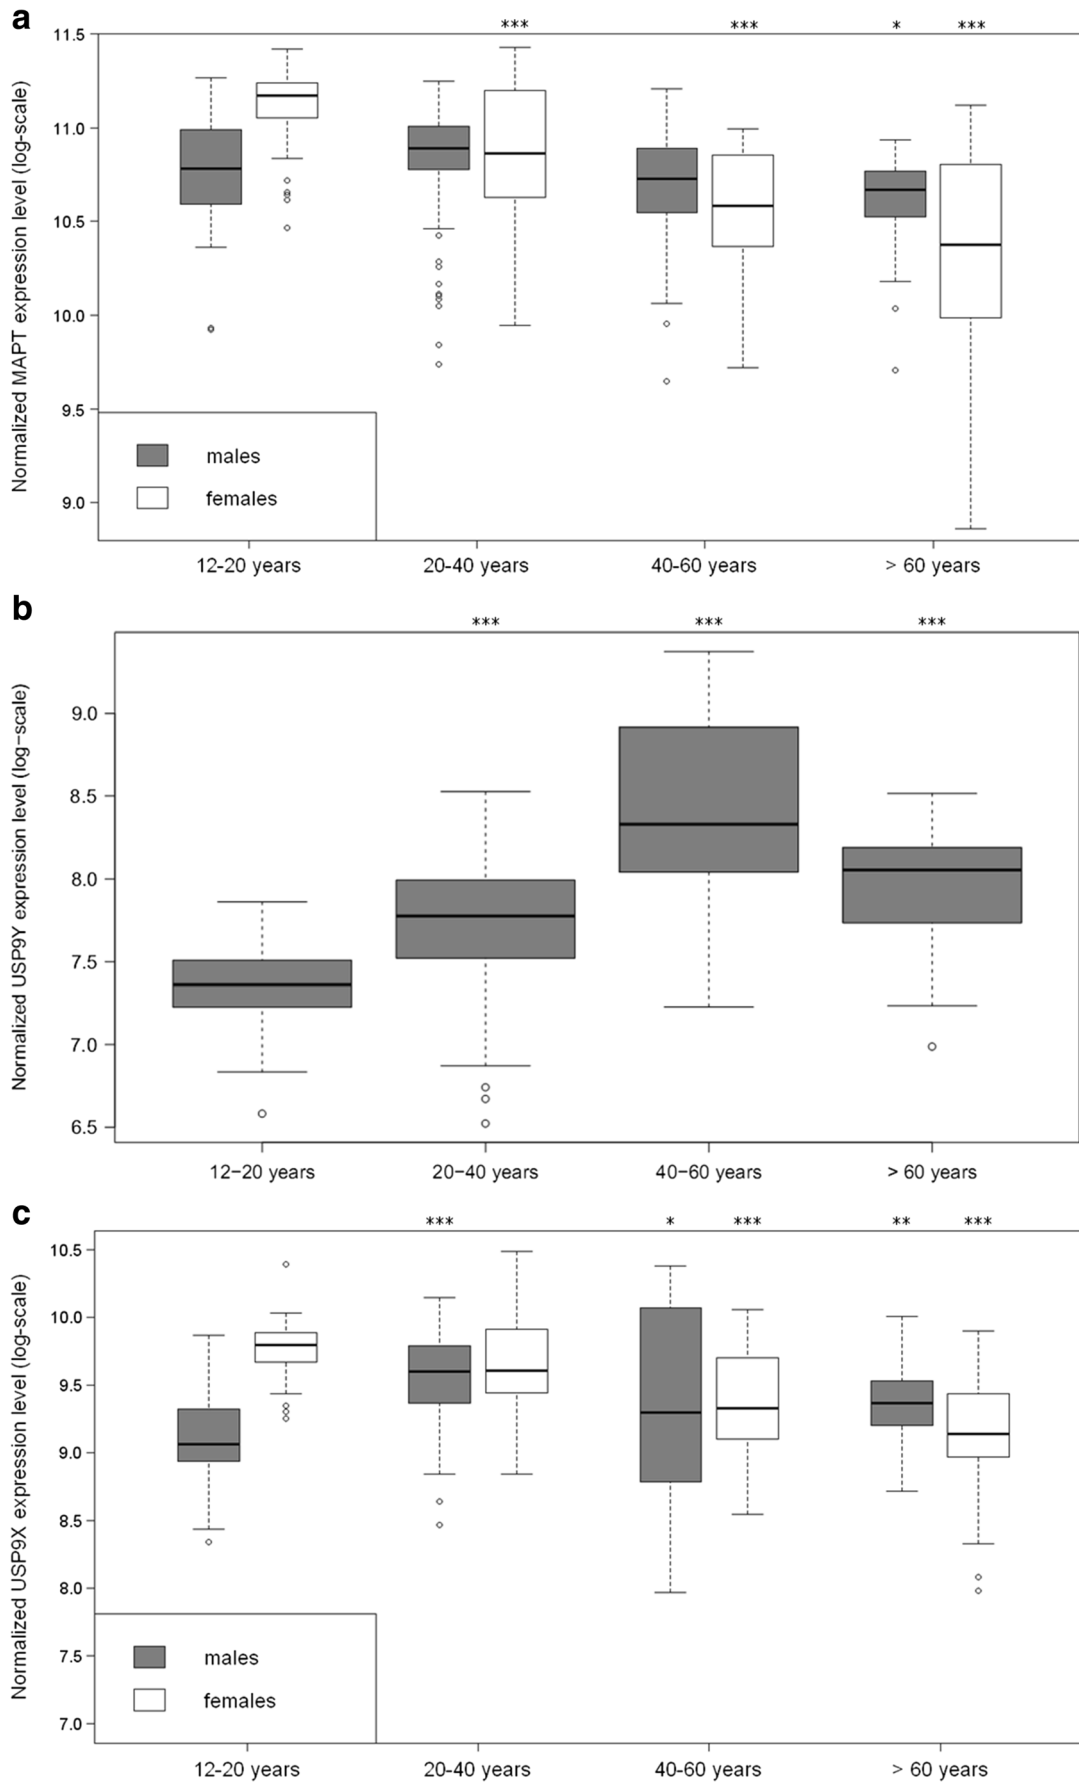 a
*** *** * ***
Normalized MAPT expression level (log-scale)
11.5
11.0
10.5
10.0
9.5
9.0
males
females
12-20 years 20-40 years 40-60 years > 60 years
b
*** *** ***
Normalized USP9Y expression level (log−scale)
9.0
8.5
8.0
7.5
7.0
6.5
12−20 years 20−40 years 40−60 years > 60 years
c
*** * *** ** ***
Normalized USP9X expression level (log-scale)
10.5
10.0
9.5
9.0
8.5
8.0
7.5
7.0
males
females
12-20 years 20-40 years 40-60 years > 60 years